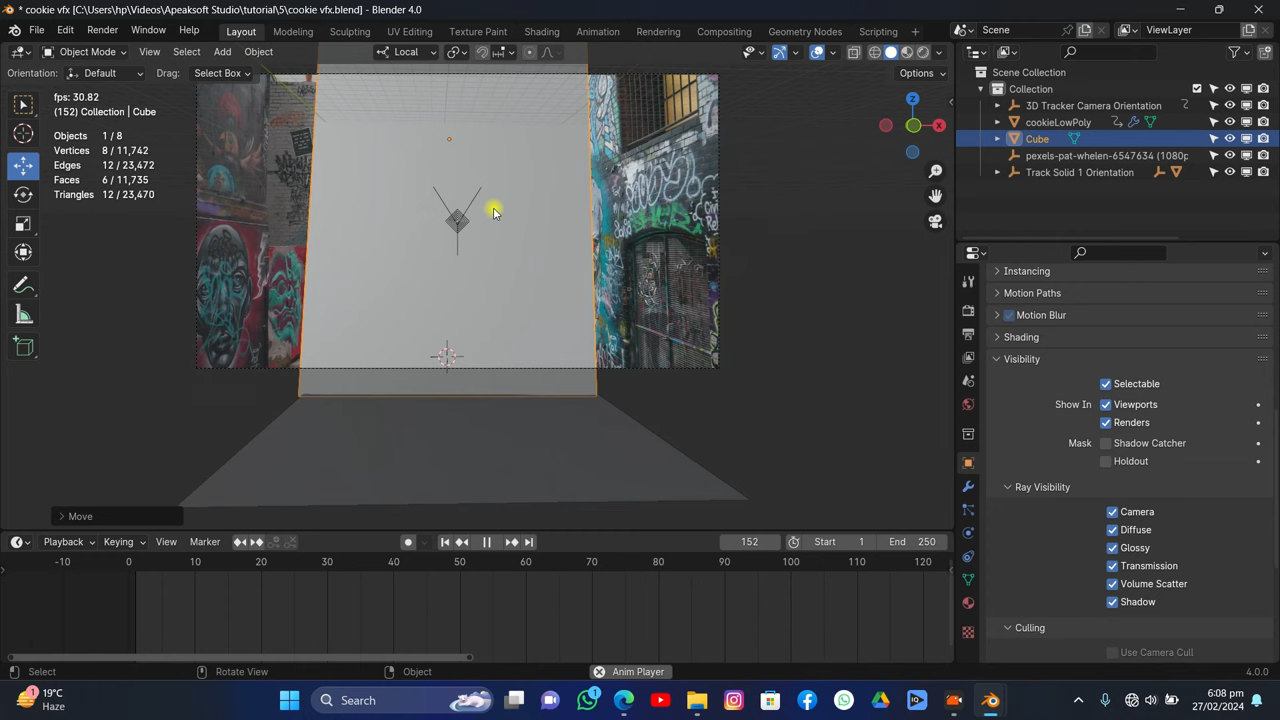 * cookie vfx [C:\Users\hp\Videos\Apeaksoft Studio\tutorial\5\cookie vfx.blend] - Blender 4.0
File Edit Render Window Help Layout Modeling Sculpting UV Editing Texture Paint Shading Animation Rendering Compositing Geometry Nodes Scripting Scene ViewLayer
Object Mode View Select Add Object Local
Orientation: Default Drag: Select Box Options
fps: 30.82
(152) Collection | Cube
Objects 1 / 8
Vertices 8 / 11,742
Edges 12 / 23,472
Faces 6 / 11,735
Triangles 12 / 23,470
Z
X
Scene Collection
Collection
3D Tracker Camera Orientation
cookieLowPoly
Cube
pexels-pat-whelen-6547634 (1080p
Track Solid 1 Orientation
Instancing
Motion Paths
Motion Blur
Shading
Visibility
Selectable
Show In Viewports
Renders
Mask Shadow Catcher
Holdout
Ray Visibility
Camera
Diffuse
Glossy
Transmission
Volume Scatter
Shadow
Culling
Use Camera Cull
Move
Playback Keying View Marker 152 Start 1 End 250
-10 0 10 20 30 40 50 60 70 80 90 100 110 120
Select Rotate View Object Anim Player 4.0.0
1 19°C
Haze
Search
1
6:08 pm
27/02/2024